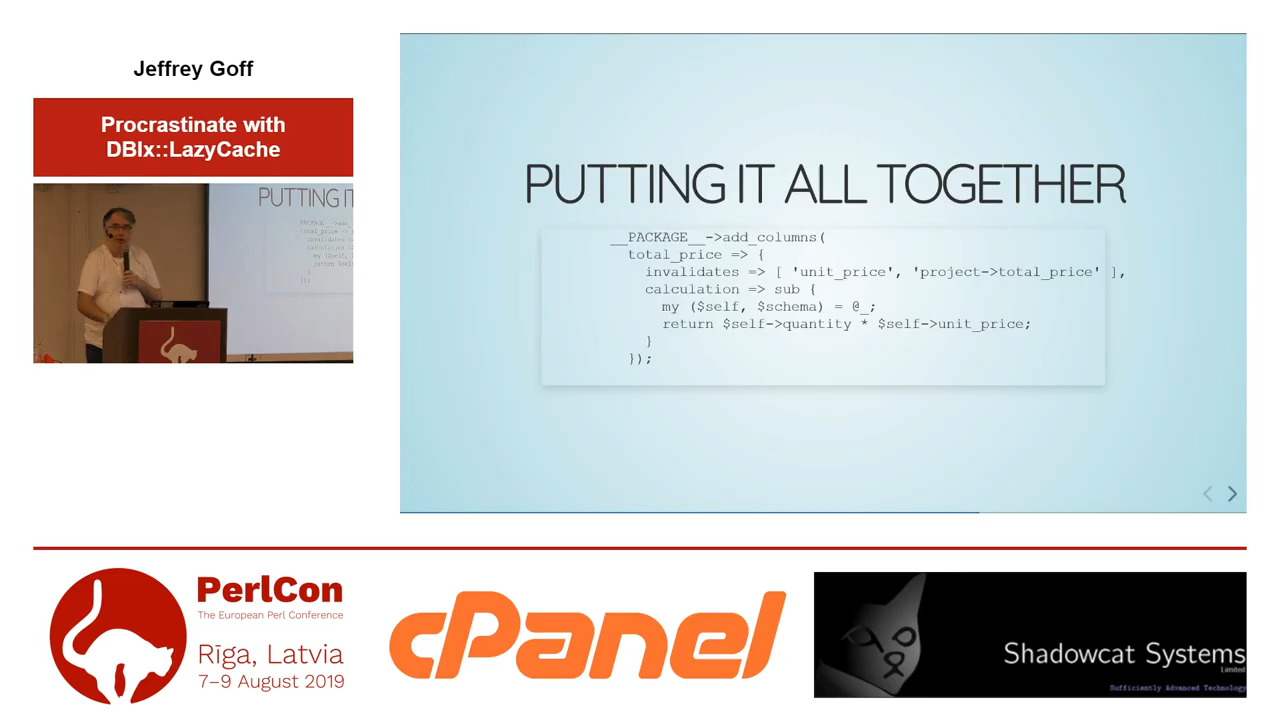 Jeffrey Goff
Procrastinate with
DBIx::LazyCache
PUTTING IT ALL TOGETHER
__PACKAGE__->add_columns(
total_price => {
invalidates => [ 'unit_price', 'project->total_price' ],
calculation => sub {
my ($self, $schema) = @_;
return $self->quantity * $self->unit_price;
}
});
PUTTING IT
PerlCon
The European Perl Conference
Rīga, Latvia
7–9 August 2019
cPanel
Shadowcat Systems
Limited
Sufficiently Advanced Technology